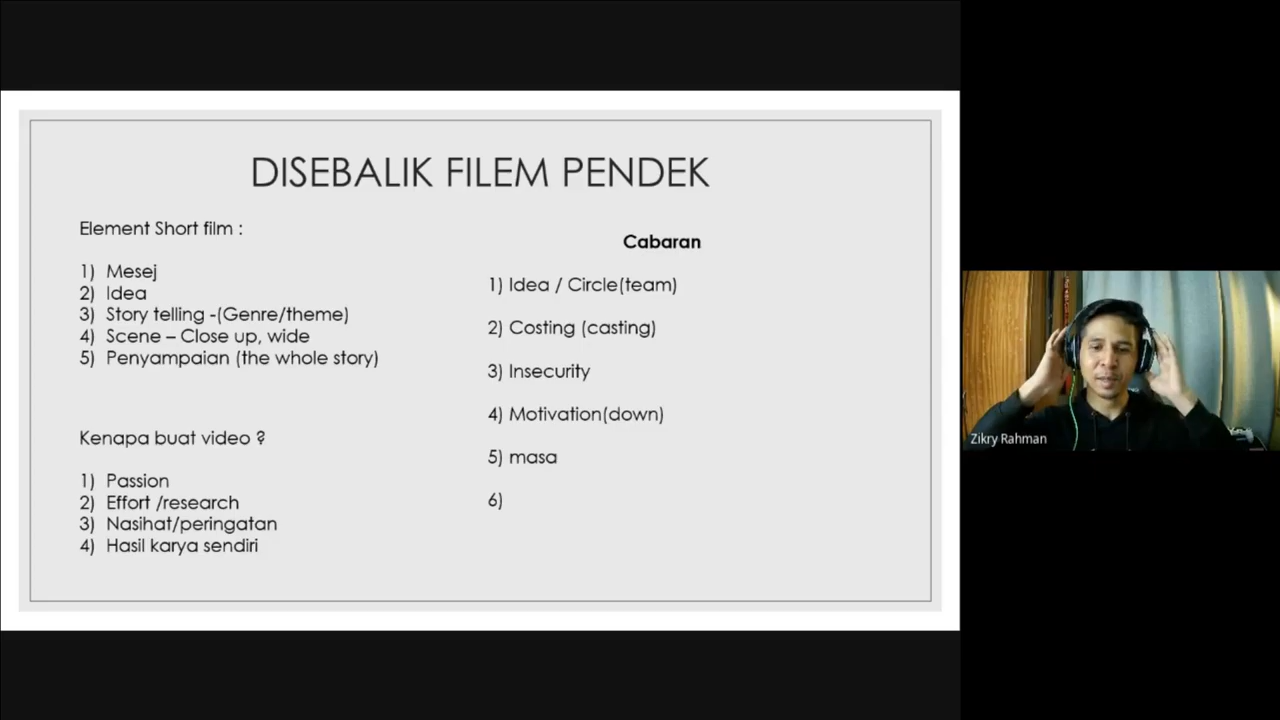 DISEBALIK FILEM PENDEK
Element Short film :
1) Mesej
2) Idea
3) Story telling -(Genre/theme)
4) Scene – Close up, wide
5) Penyampaian (the whole story)
Kenapa buat video ?
1) Passion
2) Effort /research
3) Nasihat/peringatan
4) Hasil karya sendiri
Cabaran
1) Idea / Circle(team)
2) Costing (casting)
3) Insecurity
4) Motivation(down)
5) masa
6)
Zikry Rahman